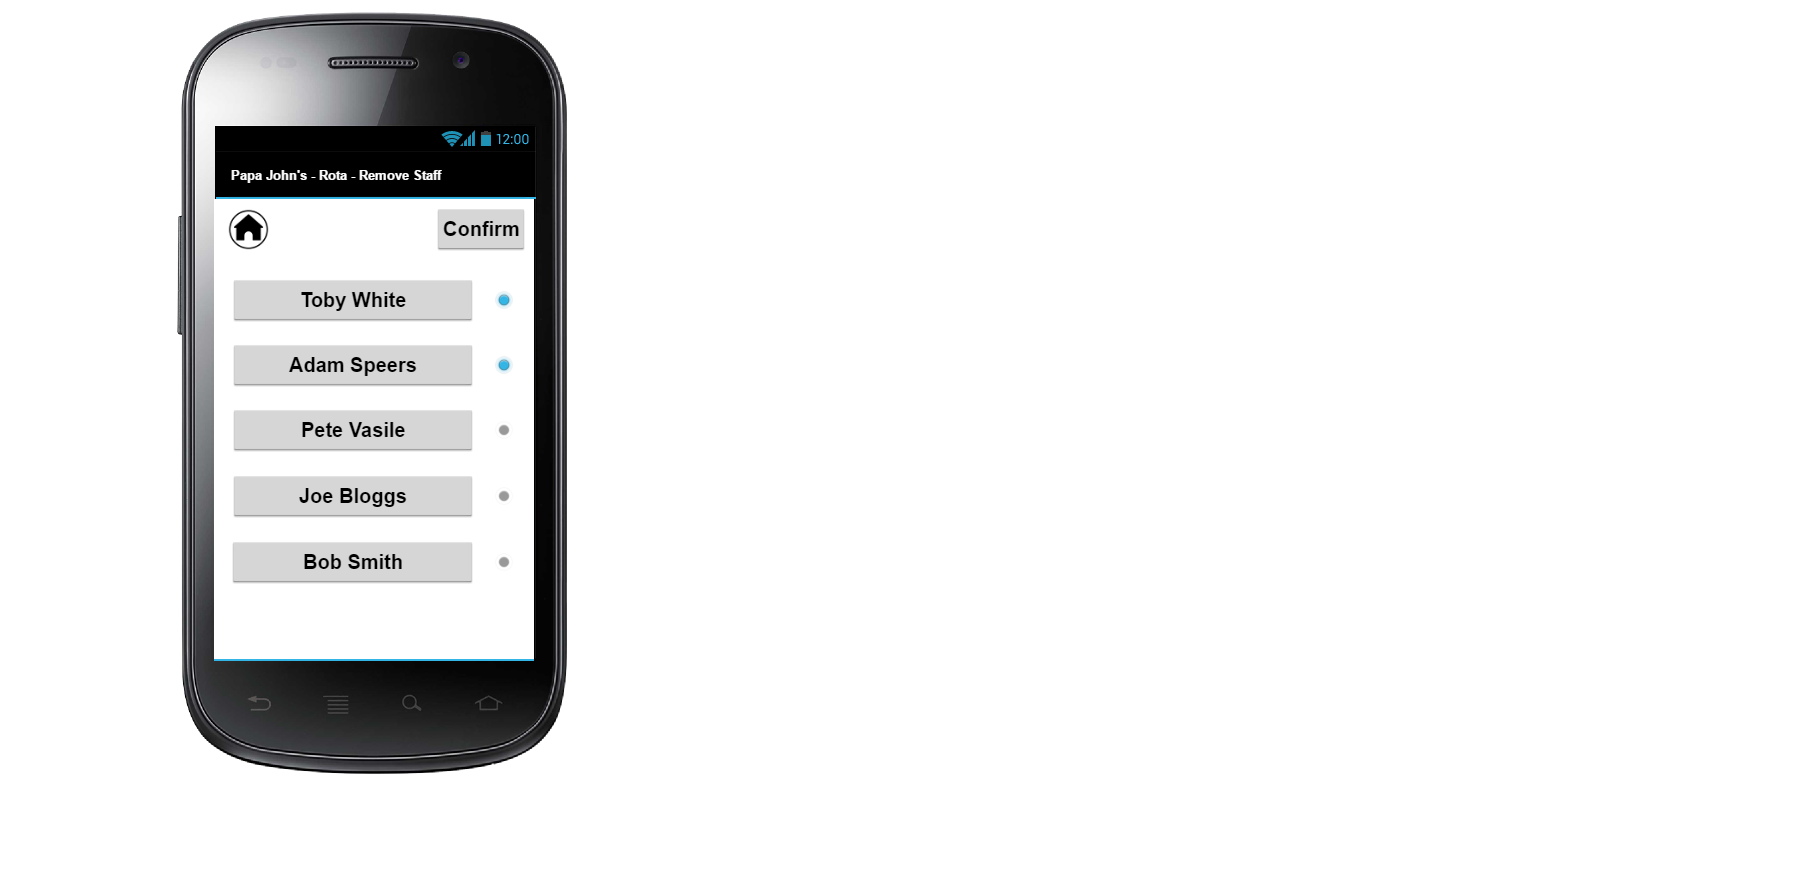 12:00
Papa John's - Rota - Remove Staff
Confirm
Toby White
Adam Speers
Pete Vasile
Joe Bloggs
Bob Smith